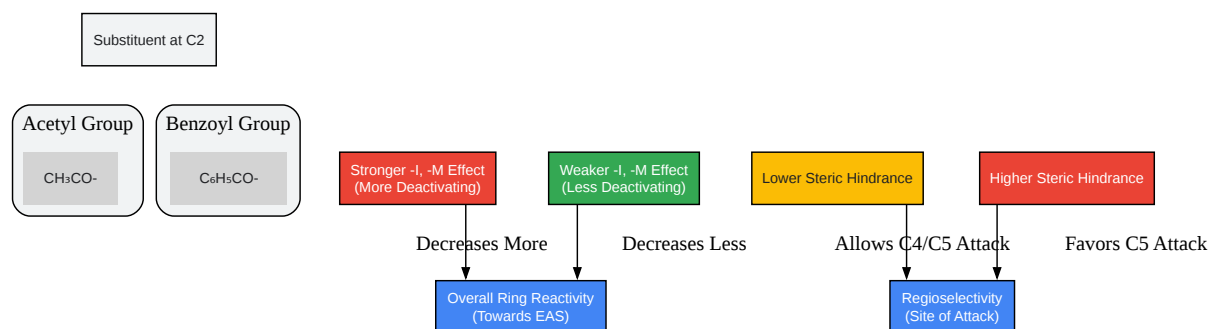 Substituent at C2
Acetyl Group
Benzoyl Group
CH₃CO-
C₆H₅CO-
Stronger -I, -M Effect
(More Deactivating)
Weaker -I, -M Effect
(Less Deactivating)
Lower Steric Hindrance
Higher Steric Hindrance
Decreases More
Decreases Less
Allows C4/C5 Attack
Favors C5 Attack
Overall Ring Reactivity
(Towards EAS)
Regioselectivity
(Site of Attack)